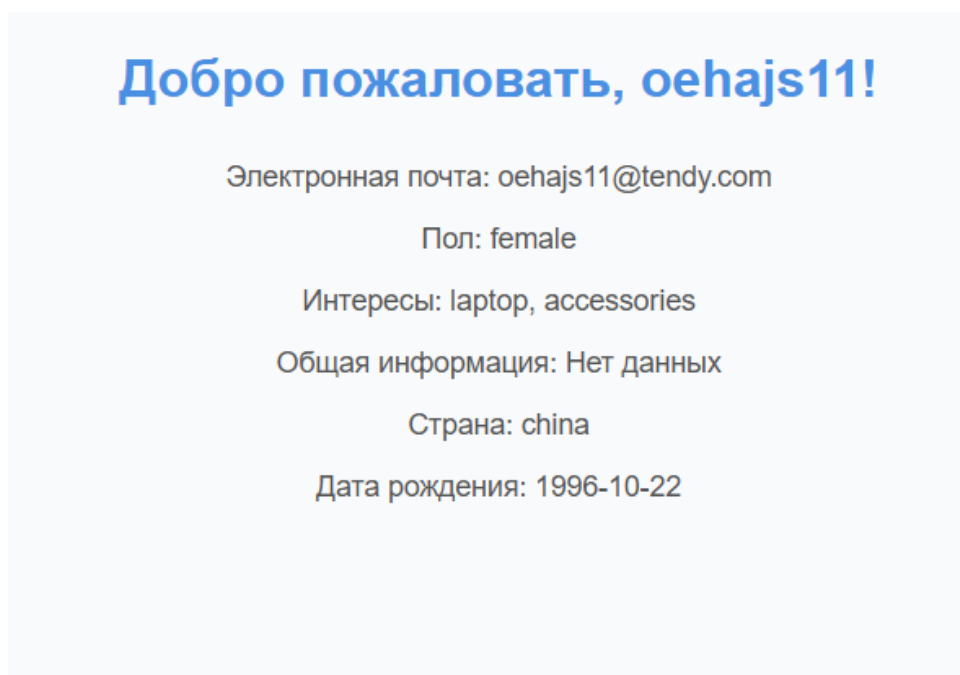 Добро пожаловать, oehajs11!
Электронная почта: oehajs11@tendy.com
Пол: female
Интересы: laptop, accessories
Общая информация: Нет данных
Страна: china
Дата рождения: 1996-10-22